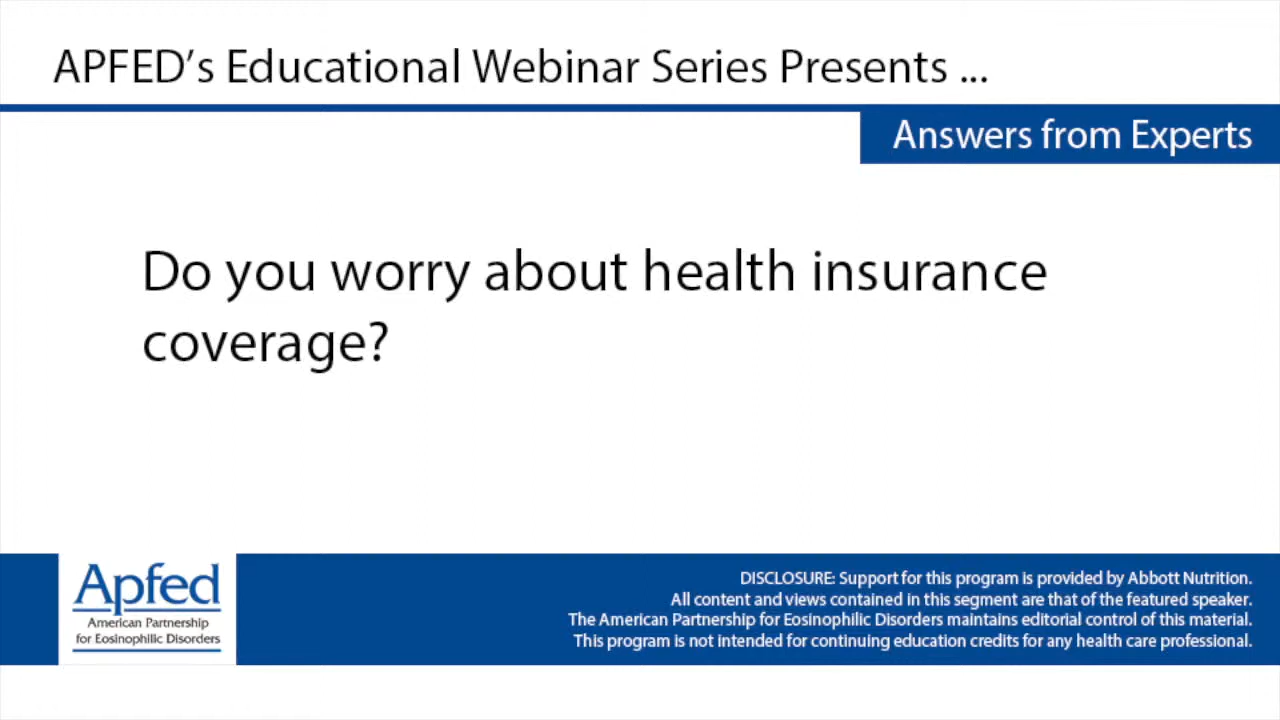 APFED’s Educational Webinar Series Presents ...
Answers from Experts
Do you worry about health insurance
coverage?
Apfed
American Partnership
for Eosinophilic Disorders
DISCLOSURE: Support for this program is provided by Abbott Nutrition.
All content and views contained in this segment are that of the featured speaker.
The American Partnership for Eosinophilic Disorders maintains editorial control of this material.
This program is not intended for continuing education credits for any health care professional.